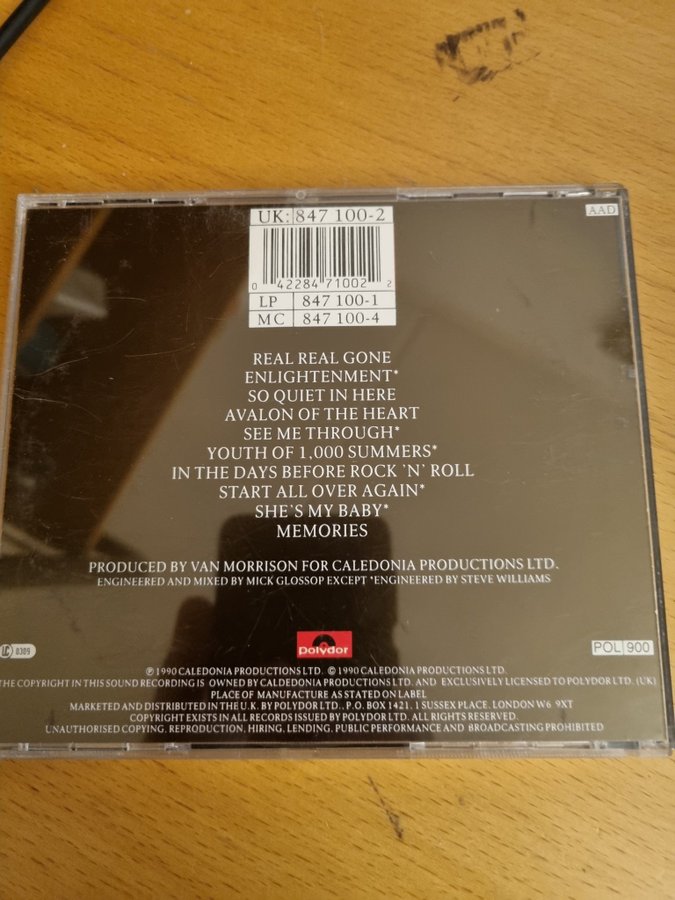 UK: 847 100-2
AAD
0 42284 71002 2
LP 847 100-1
MC 847 100-4
REAL REAL GONE
ENLIGHTENMENT*
SO QUIET IN HERE
AVALON OF THE HEART
SEE ME THROUGH*
YOUTH OF 1,000 SUMMERS*
IN THE DAYS BEFORE ROCK 'N' ROLL
START ALL OVER AGAIN*
SHE'S MY BABY*
MEMORIES
PRODUCED BY VAN MORRISON FOR CALEDONIA PRODUCTIONS LTD.
ENGINEERED AND MIXED BY MICK GLOSSOP EXCEPT *ENGINEERED BY STEVE WILLIAMS
polydor
LC 0309
POL 900
℗ 1990 CALEDONIA PRODUCTIONS LTD. © 1990 CALEDONIA PRODUCTIONS LTD.
THE COPYRIGHT IN THIS SOUND RECORDING IS OWNED BY CALEDONIA PRODUCTIONS LTD. AND EXCLUSIVELY LICENSED TO POLYDOR LTD. (UK)
PLACE OF MANUFACTURE AS STATED ON LABEL
MARKETED AND DISTRIBUTED IN THE U.K. BY POLYDOR LTD., P.O. BOX 1421, 1 SUSSEX PLACE, LONDON W6 9XT
COPYRIGHT EXISTS IN ALL RECORDS ISSUED BY POLYDOR LTD. ALL RIGHTS RESERVED.
UNAUTHORISED COPYING, REPRODUCTION, HIRING, LENDING, PUBLIC PERFORMANCE AND BROADCASTING PROHIBITED